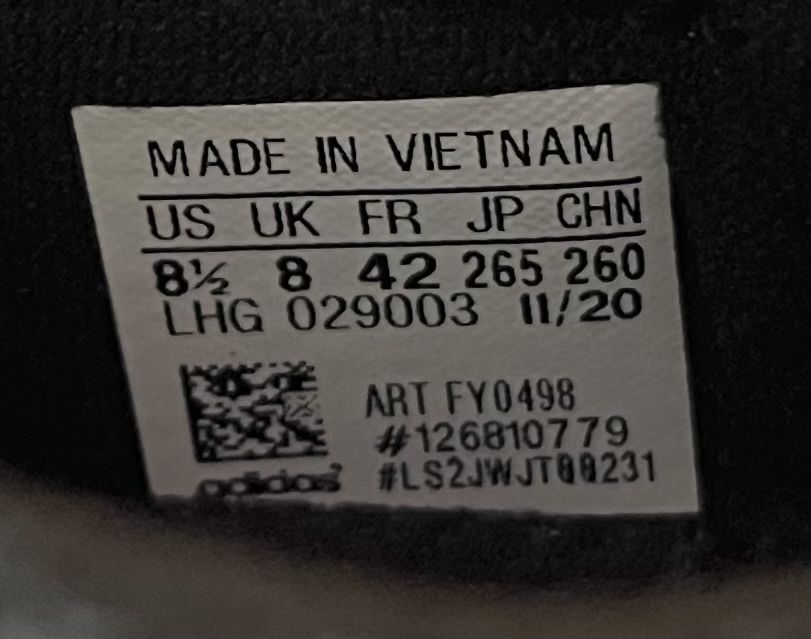 MADE IN VIETNAM
US UK FR JP CHN
8½ 8 42 265 260
LHG 029003 11/20
ART FY0498
#126810779
#LS2JWJT00231
adidas